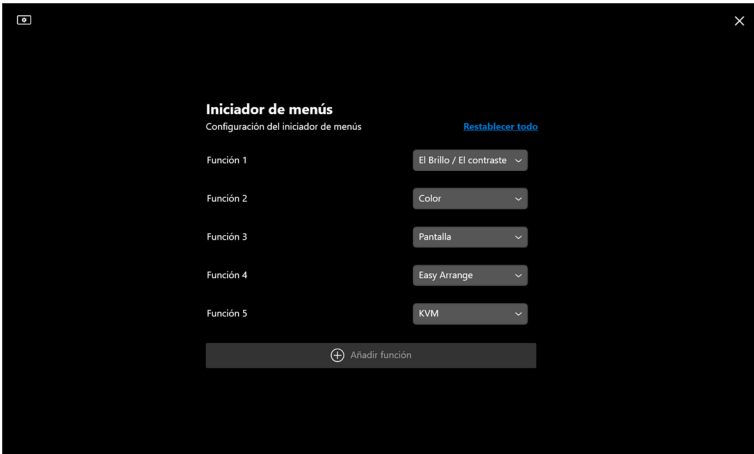 Iniciador de menús
Configuración del iniciador de menús Restablecer todo
Función 1 El Brillo / El contraste
Función 2 Color
Función 3 Pantalla
Función 4 Easy Arrange
Función 5 KVM
Añadir función